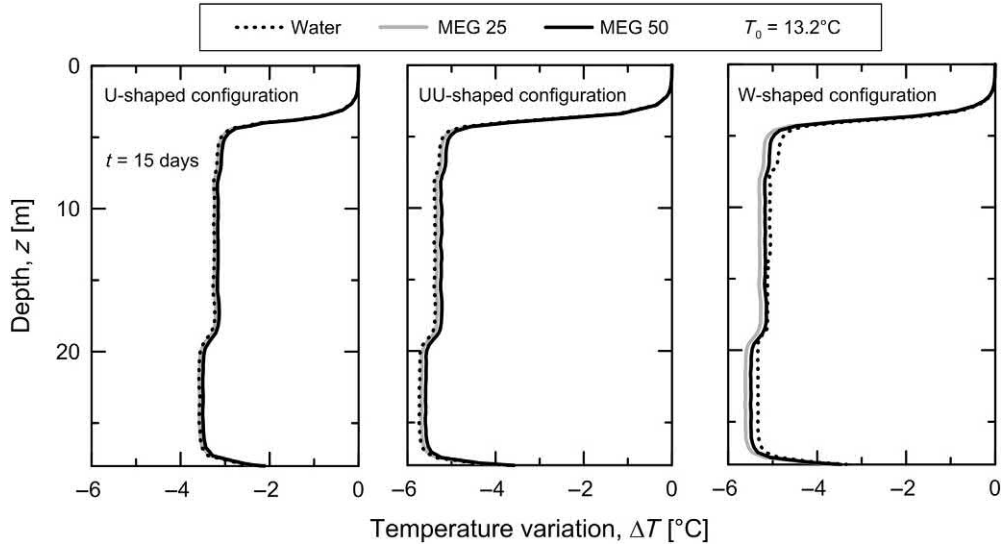 Water MEG 25 MEG 50 T₀ = 13.2°C
U-shaped configuration
t = 15 days
UU-shaped configuration
W-shaped configuration
0
10
20
Depth, z [m]
−6 −4 −2 0
−6 −4 −2 0
−6 −4 −2 0
Temperature variation, ΔT [°C]